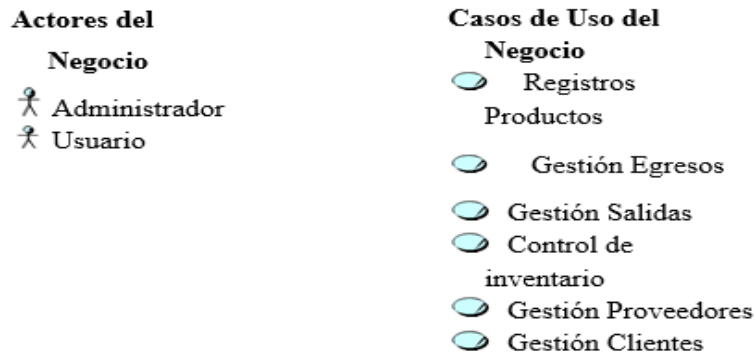 Actores del
Negocio
Administrador
Usuario
Casos de Uso del
Negocio
Registros
Productos
Gestión Egresos
Gestión Salidas
Control de
inventario
Gestión Proveedores
Gestión Clientes